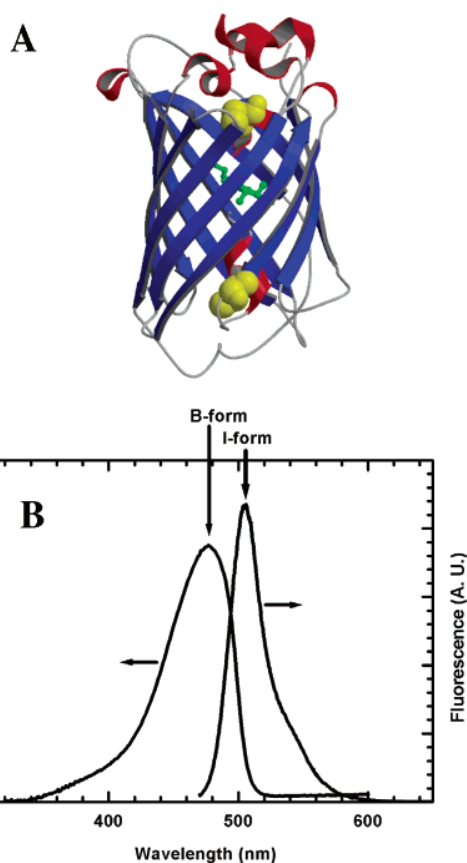 A
B-form
I-form
B
Fluorescence (A. U.)
400 500 600
Wavelength (nm)